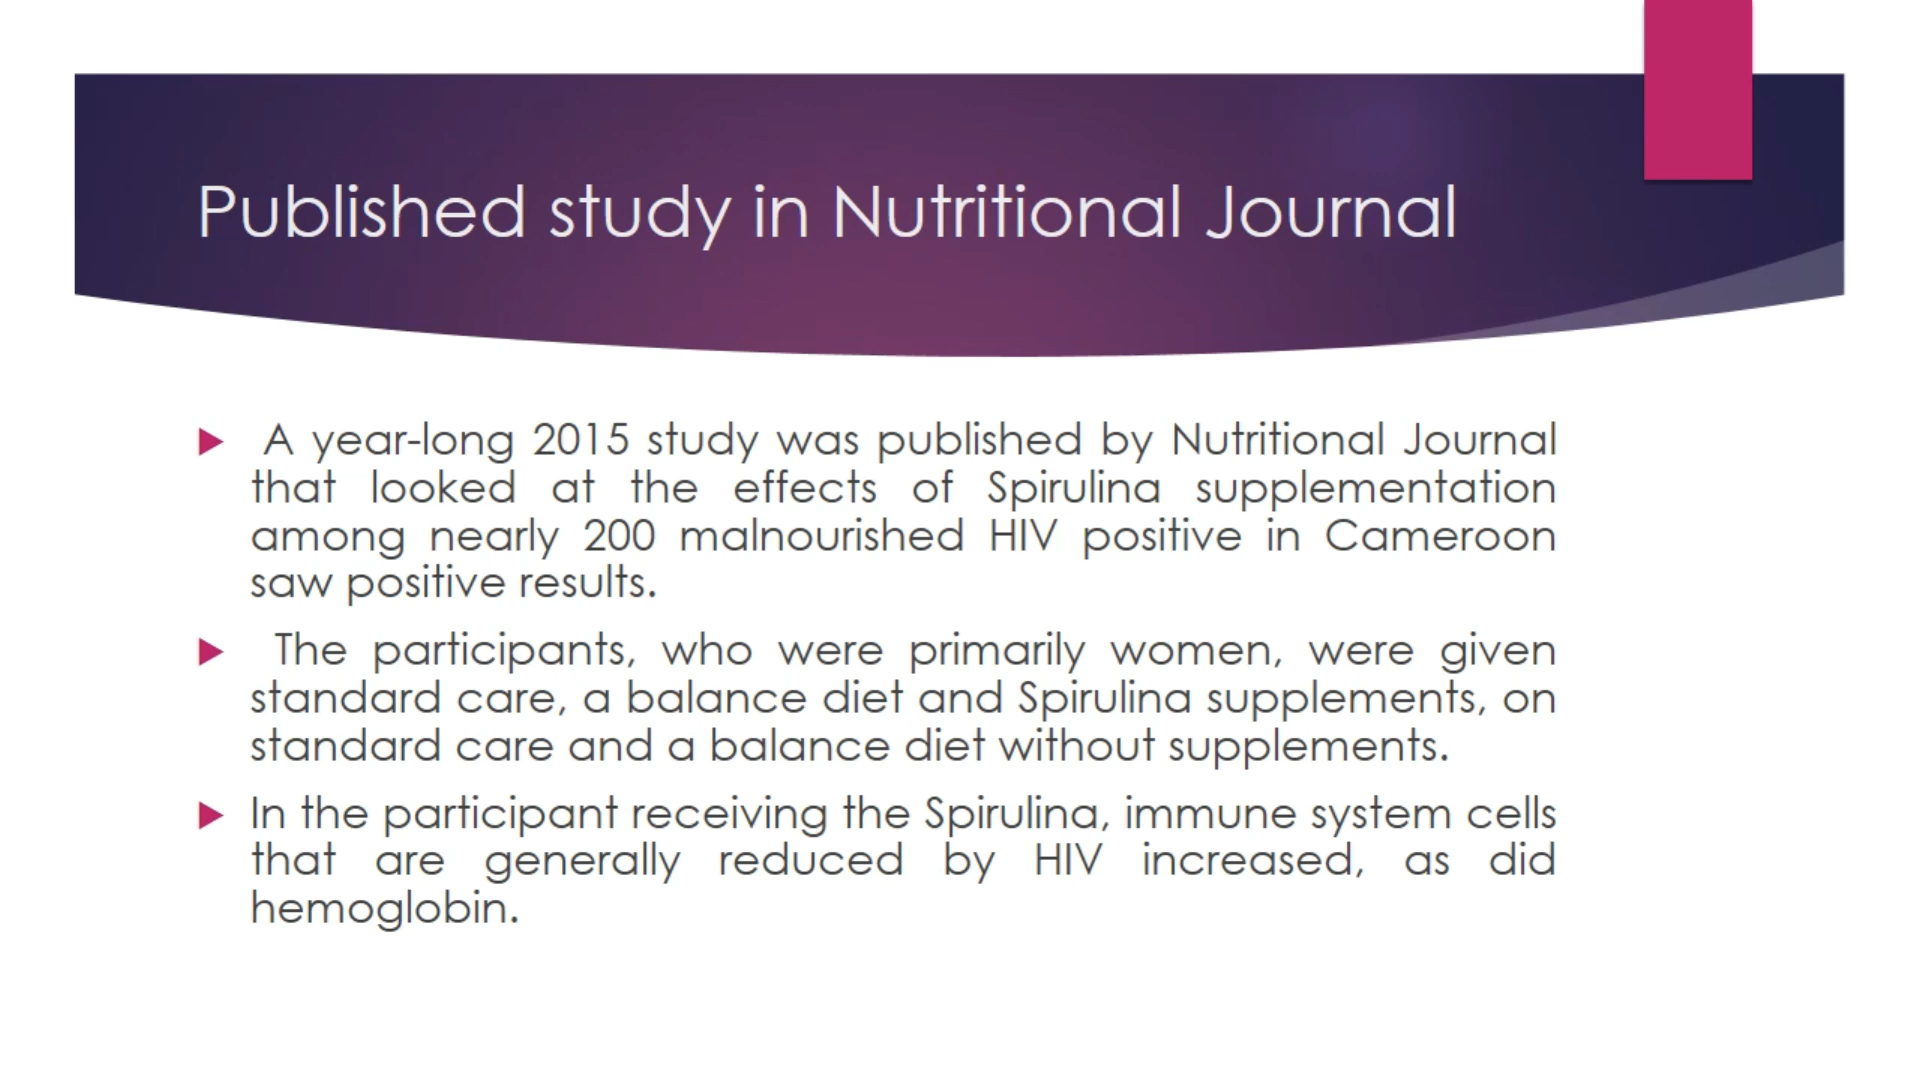 Published study in Nutritional Journal
A year-long 2015 study was published by Nutritional Journal
that looked at the effects of Spirulina supplementation
among nearly 200 malnourished HIV positive in Cameroon
saw positive results.
The participants, who were primarily women, were given
standard care, a balance diet and Spirulina supplements, on
standard care and a balance diet without supplements.
In the participant receiving the Spirulina, immune system cells
that are generally reduced by HIV increased, as did
hemoglobin.